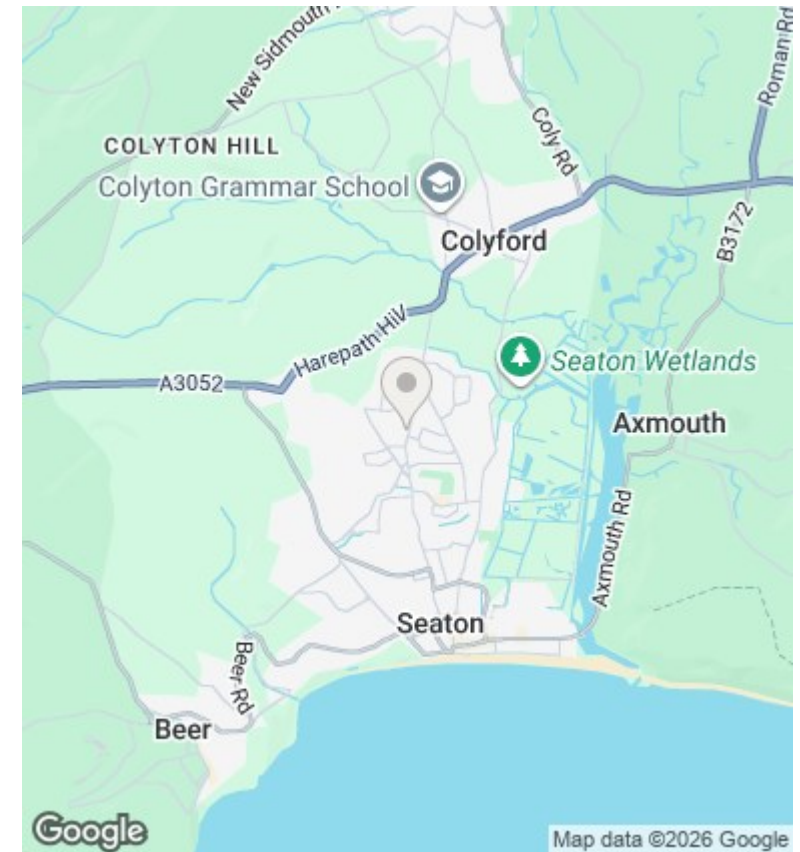 New Sidmouth R
Roman Rd
Coly Rd
COLYTON HILL
Colyton Grammar School
Colyford
B3172
Harepath Hil
A3052
Seaton Wetlands
Axmouth
Axmouth Rd
Seaton
Beer Rd
Beer
Google
Map data ©2026 Google